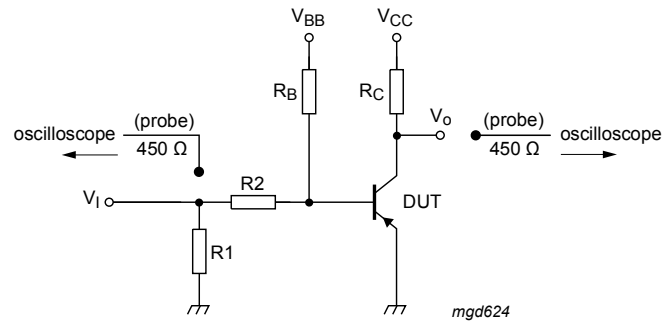 VBB VCC
RB RC
oscilloscope (probe) 450 Ω
Vo (probe) 450 Ω oscilloscope
VI R2 DUT
R1
mgd624